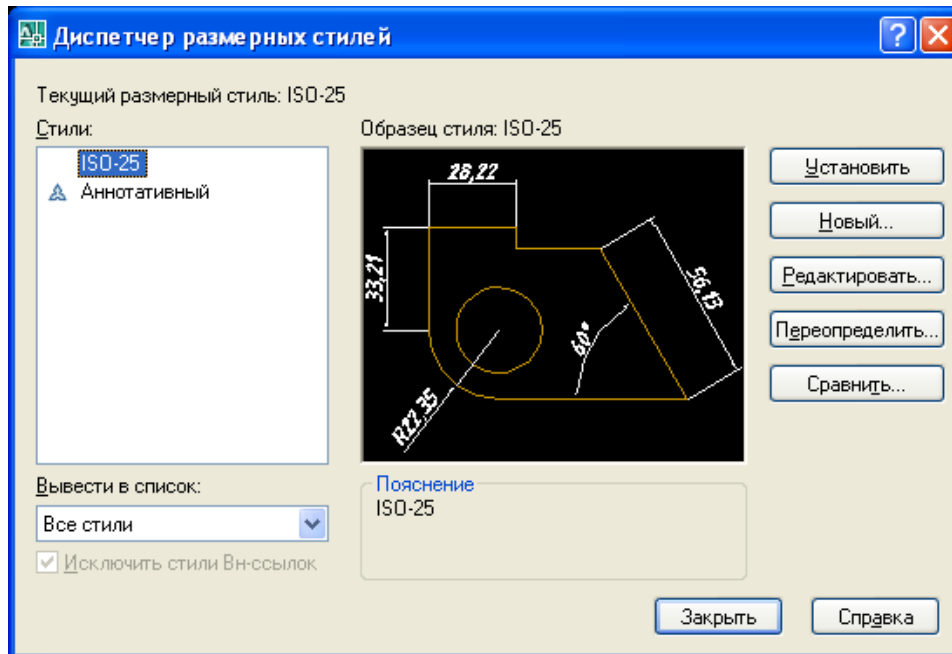 Диспетчер размерных стилей
Текущий размерный стиль: ISO-25
Стили:
ISO-25
Аннотативный
Образец стиля: ISO-25
28,22
33,21
56,13
60°
R22,35
Установить
Новый...
Редактировать...
Переопределить...
Сравнить...
Вывести в список:
Все стили
Исключить стили Вн-ссылок
Пояснение
ISO-25
Закрыть
Справка